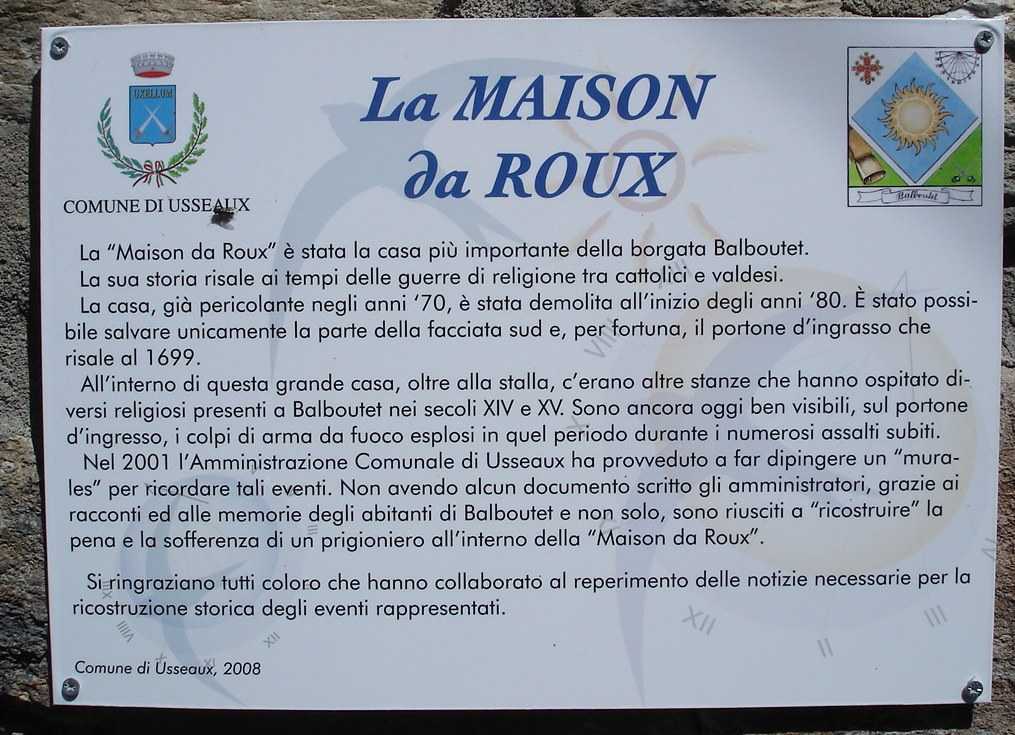 UXELLUM
COMUNE DI USSEAUX
La MAISON
da ROUX
Balboutet
La “Maison da Roux” è stata la casa più importante della borgata Balboutet.
La sua storia risale ai tempi delle guerre di religione tra cattolici e valdesi.
La casa, già pericolante negli anni ‘70, è stata demolita all’inizio degli anni ‘80. È stato possi-
bile salvare unicamente la parte della facciata sud e, per fortuna, il portone d’ingrasso che
risale al 1699.
All’interno di questa grande casa, oltre alla stalla, c’erano altre stanze che hanno ospitato di-
versi religiosi presenti a Balboutet nei secoli XIV e XV. Sono ancora oggi ben visibili, sul portone
d’ingresso, i colpi di arma da fuoco esplosi in quel periodo durante i numerosi assalti subiti.
Nel 2001 l’Amministrazione Comunale di Usseaux ha provveduto a far dipingere un “mura-
les” per ricordare tali eventi. Non avendo alcun documento scritto gli amministratori, grazie ai
racconti ed alle memorie degli abitanti di Balboutet e non solo, sono riusciti a “ricostruire” la
pena e la sofferenza di un prigioniero all’interno della “Maison da Roux”.
Si ringraziano tutti coloro che hanno collaborato al reperimento delle notizie necessarie per la
ricostruzione storica degli eventi rappresentati.
Comune di Usseaux, 2008
VIII
XII
III
II
VIII
XII
III